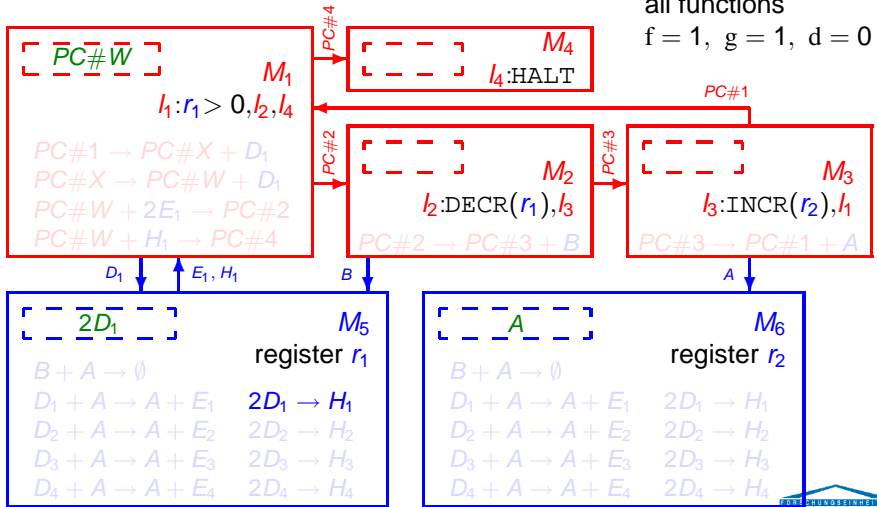 all functions
f = 1, g = 1, d = 0
PC#W
M₁
l₁:r₁> 0,l₂,l₄
PC#1 → PC#X + D₁
PC#X → PC#W + D₁
PC#W + 2E₁ → PC#2
PC#W + H₁ → PC#4
PC#4
M₄
l₄:HALT
PC#1
PC#2
M₂
l₂:DECR(r₁),l₃
PC#2 → PC#3 + B
PC#3
M₃
l₃:INCR(r₂),l₁
PC#3 → PC#1 + A
D₁
E₁, H₁
B
A
2D₁
M₅
register r₁
B + A → ∅
D₁ + A → A + E₁ 2D₁ → H₁
D₂ + A → A + E₂ 2D₂ → H₂
D₃ + A → A + E₃ 2D₃ → H₃
D₄ + A → A + E₄ 2D₄ → H₄
A
M₆
register r₂
B + A → ∅
D₁ + A → A + E₁ 2D₁ → H₁
D₂ + A → A + E₂ 2D₂ → H₂
D₃ + A → A + E₃ 2D₃ → H₃
D₄ + A → A + E₄ 2D₄ → H₄
FORSCHUNGSEINHEIT